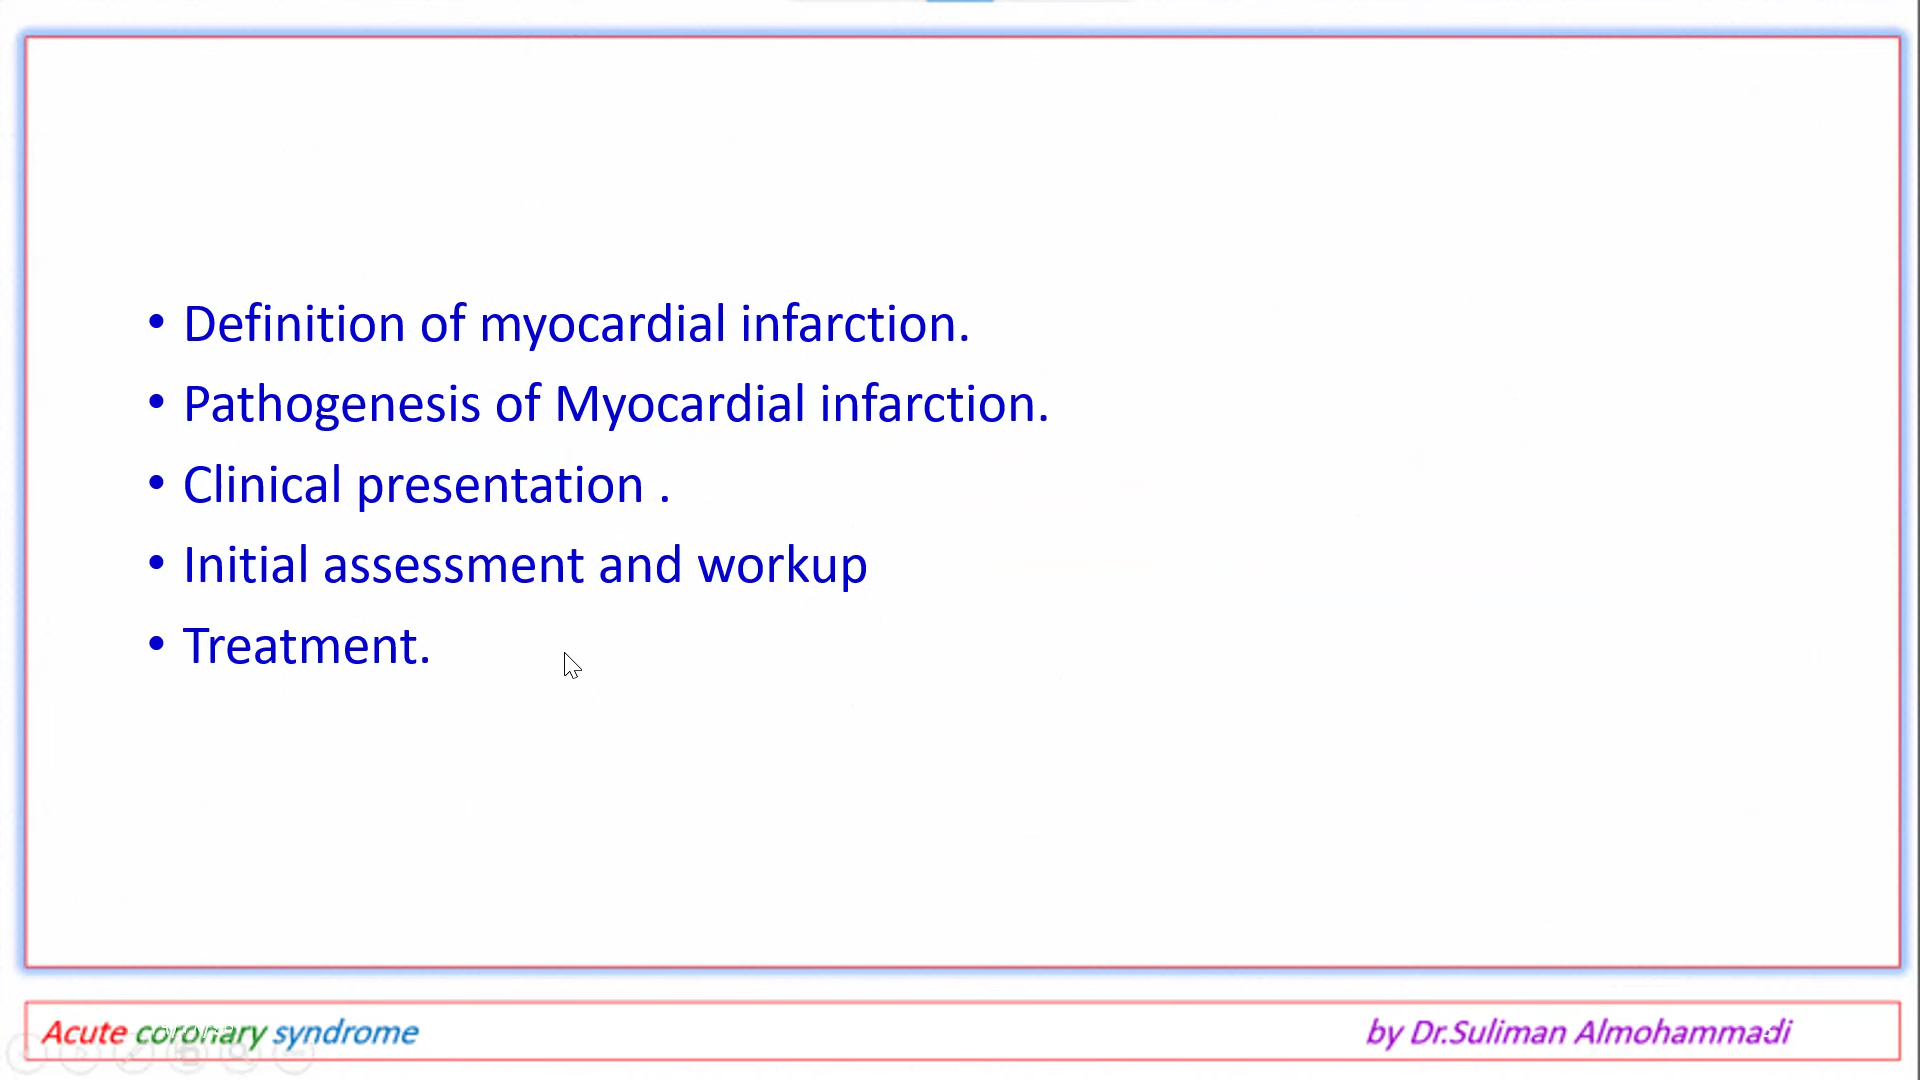 • Definition of myocardial infarction.
• Pathogenesis of Myocardial infarction.
• Clinical presentation .
• Initial assessment and workup
• Treatment.
Acute coronary syndrome
by Dr.Suliman Almohammadi